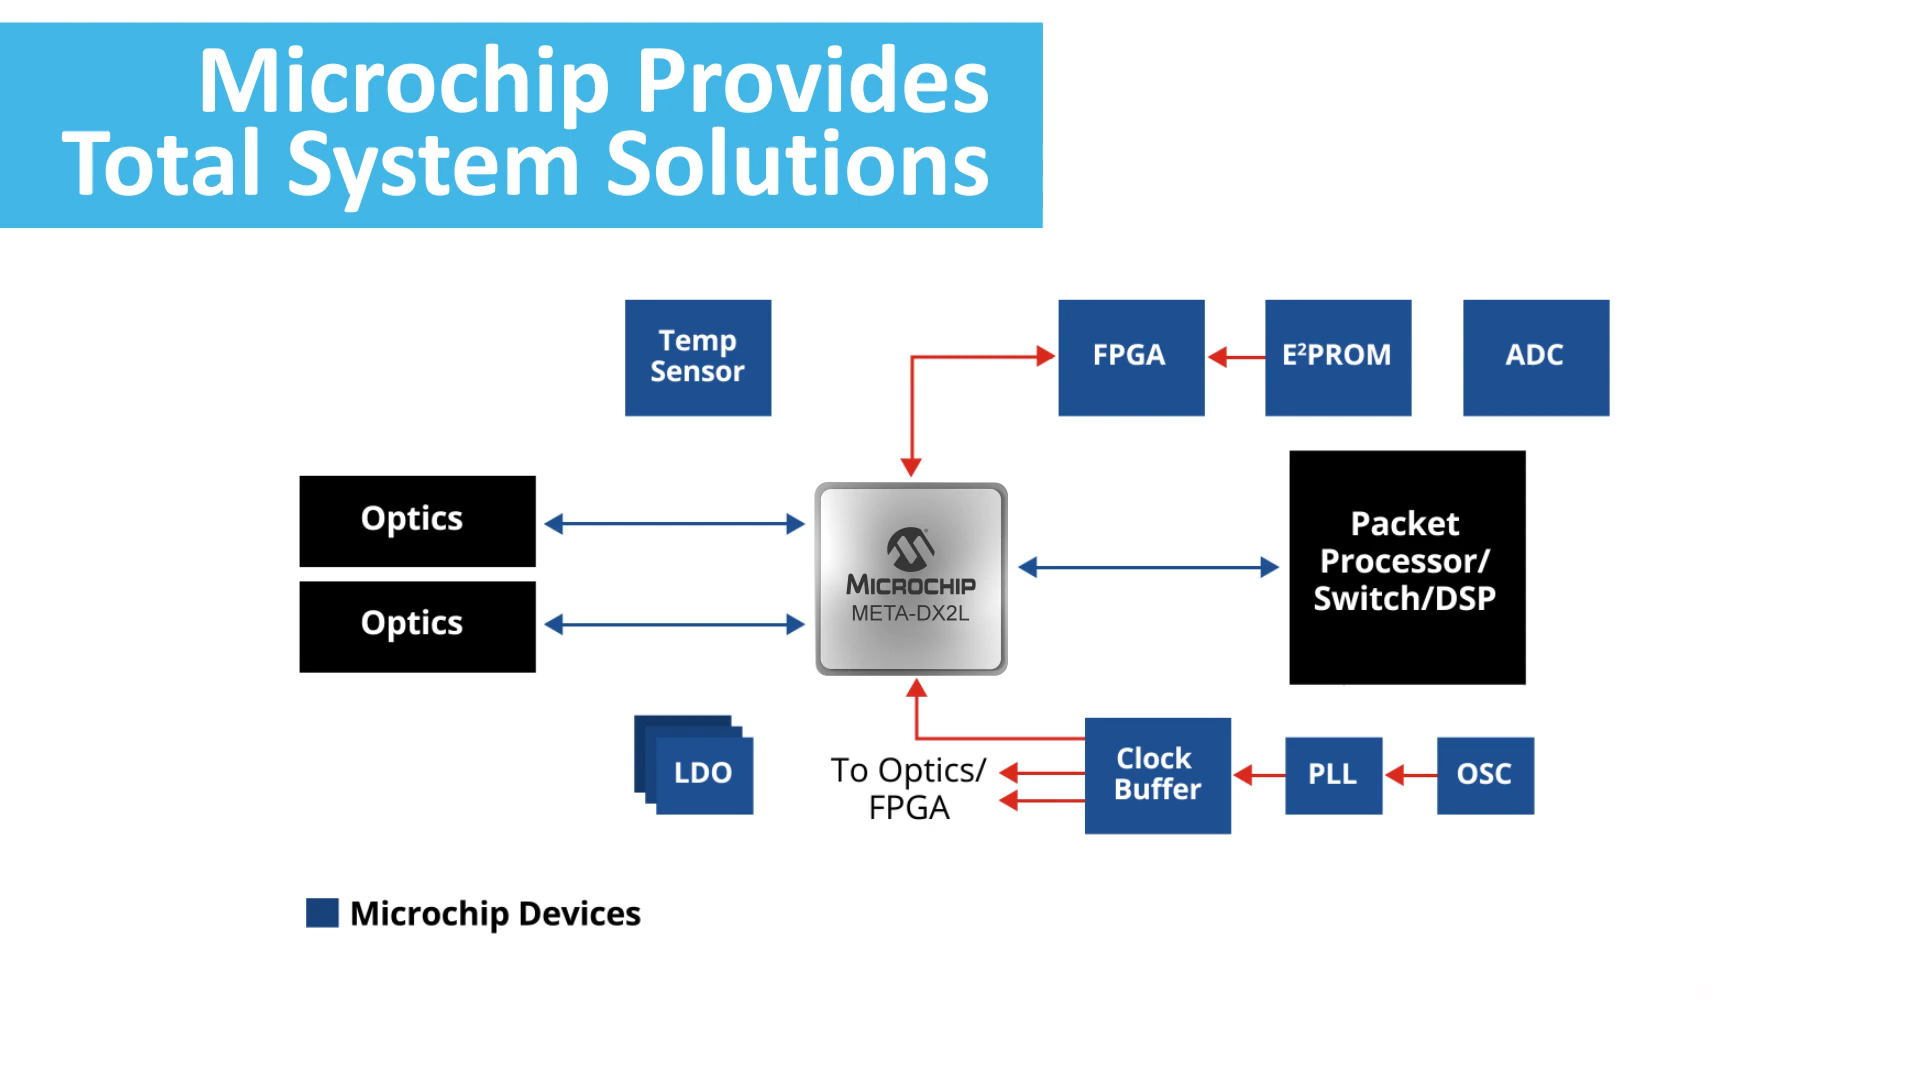 Microchip Provides
Total System Solutions
Temp
Sensor
FPGA
E²PROM
ADC
Optics
Optics
MICROCHIP
META-DX2L
Packet
Processor/
Switch/DSP
LDO
To Optics/
FPGA
Clock
Buffer
PLL
OSC
Microchip Devices